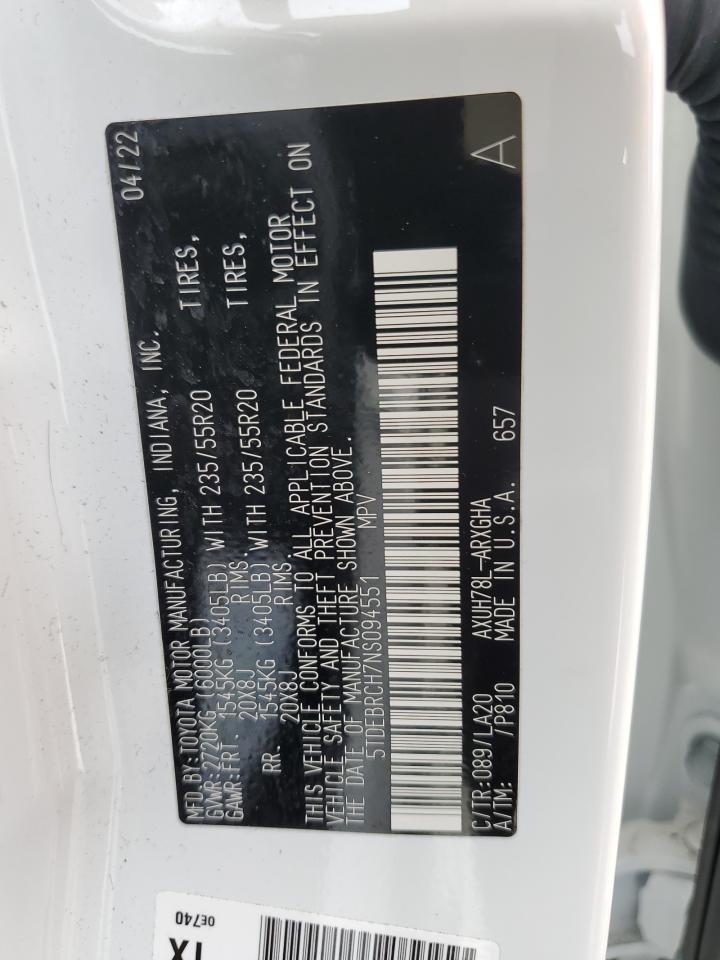 MFD BY:TOYOTA MOTOR MANUFACTURING, INDIANA, INC. 04/22
GVWR:2720KG (6000LB)
GAWR:FRT. 1545KG (3405LB) WITH 235/55R20 TIRES,
20X8J RIMS.
RR. 1545KG (3405LB) WITH 235/55R20 TIRES,
20X8J RIMS.
THIS VEHICLE CONFORMS TO ALL APPLICABLE FEDERAL MOTOR
VEHICLE SAFETY AND THEFT PREVENTION STANDARDS IN EFFECT ON
THE DATE OF MANUFACTURE SHOWN ABOVE.
5TDEBRCH7NS094551 MPV
C/TR:089/LA20 AXUH78L-ARXGHA
A/TM: /P810 MADE IN U.S.A. 657 A
0E740